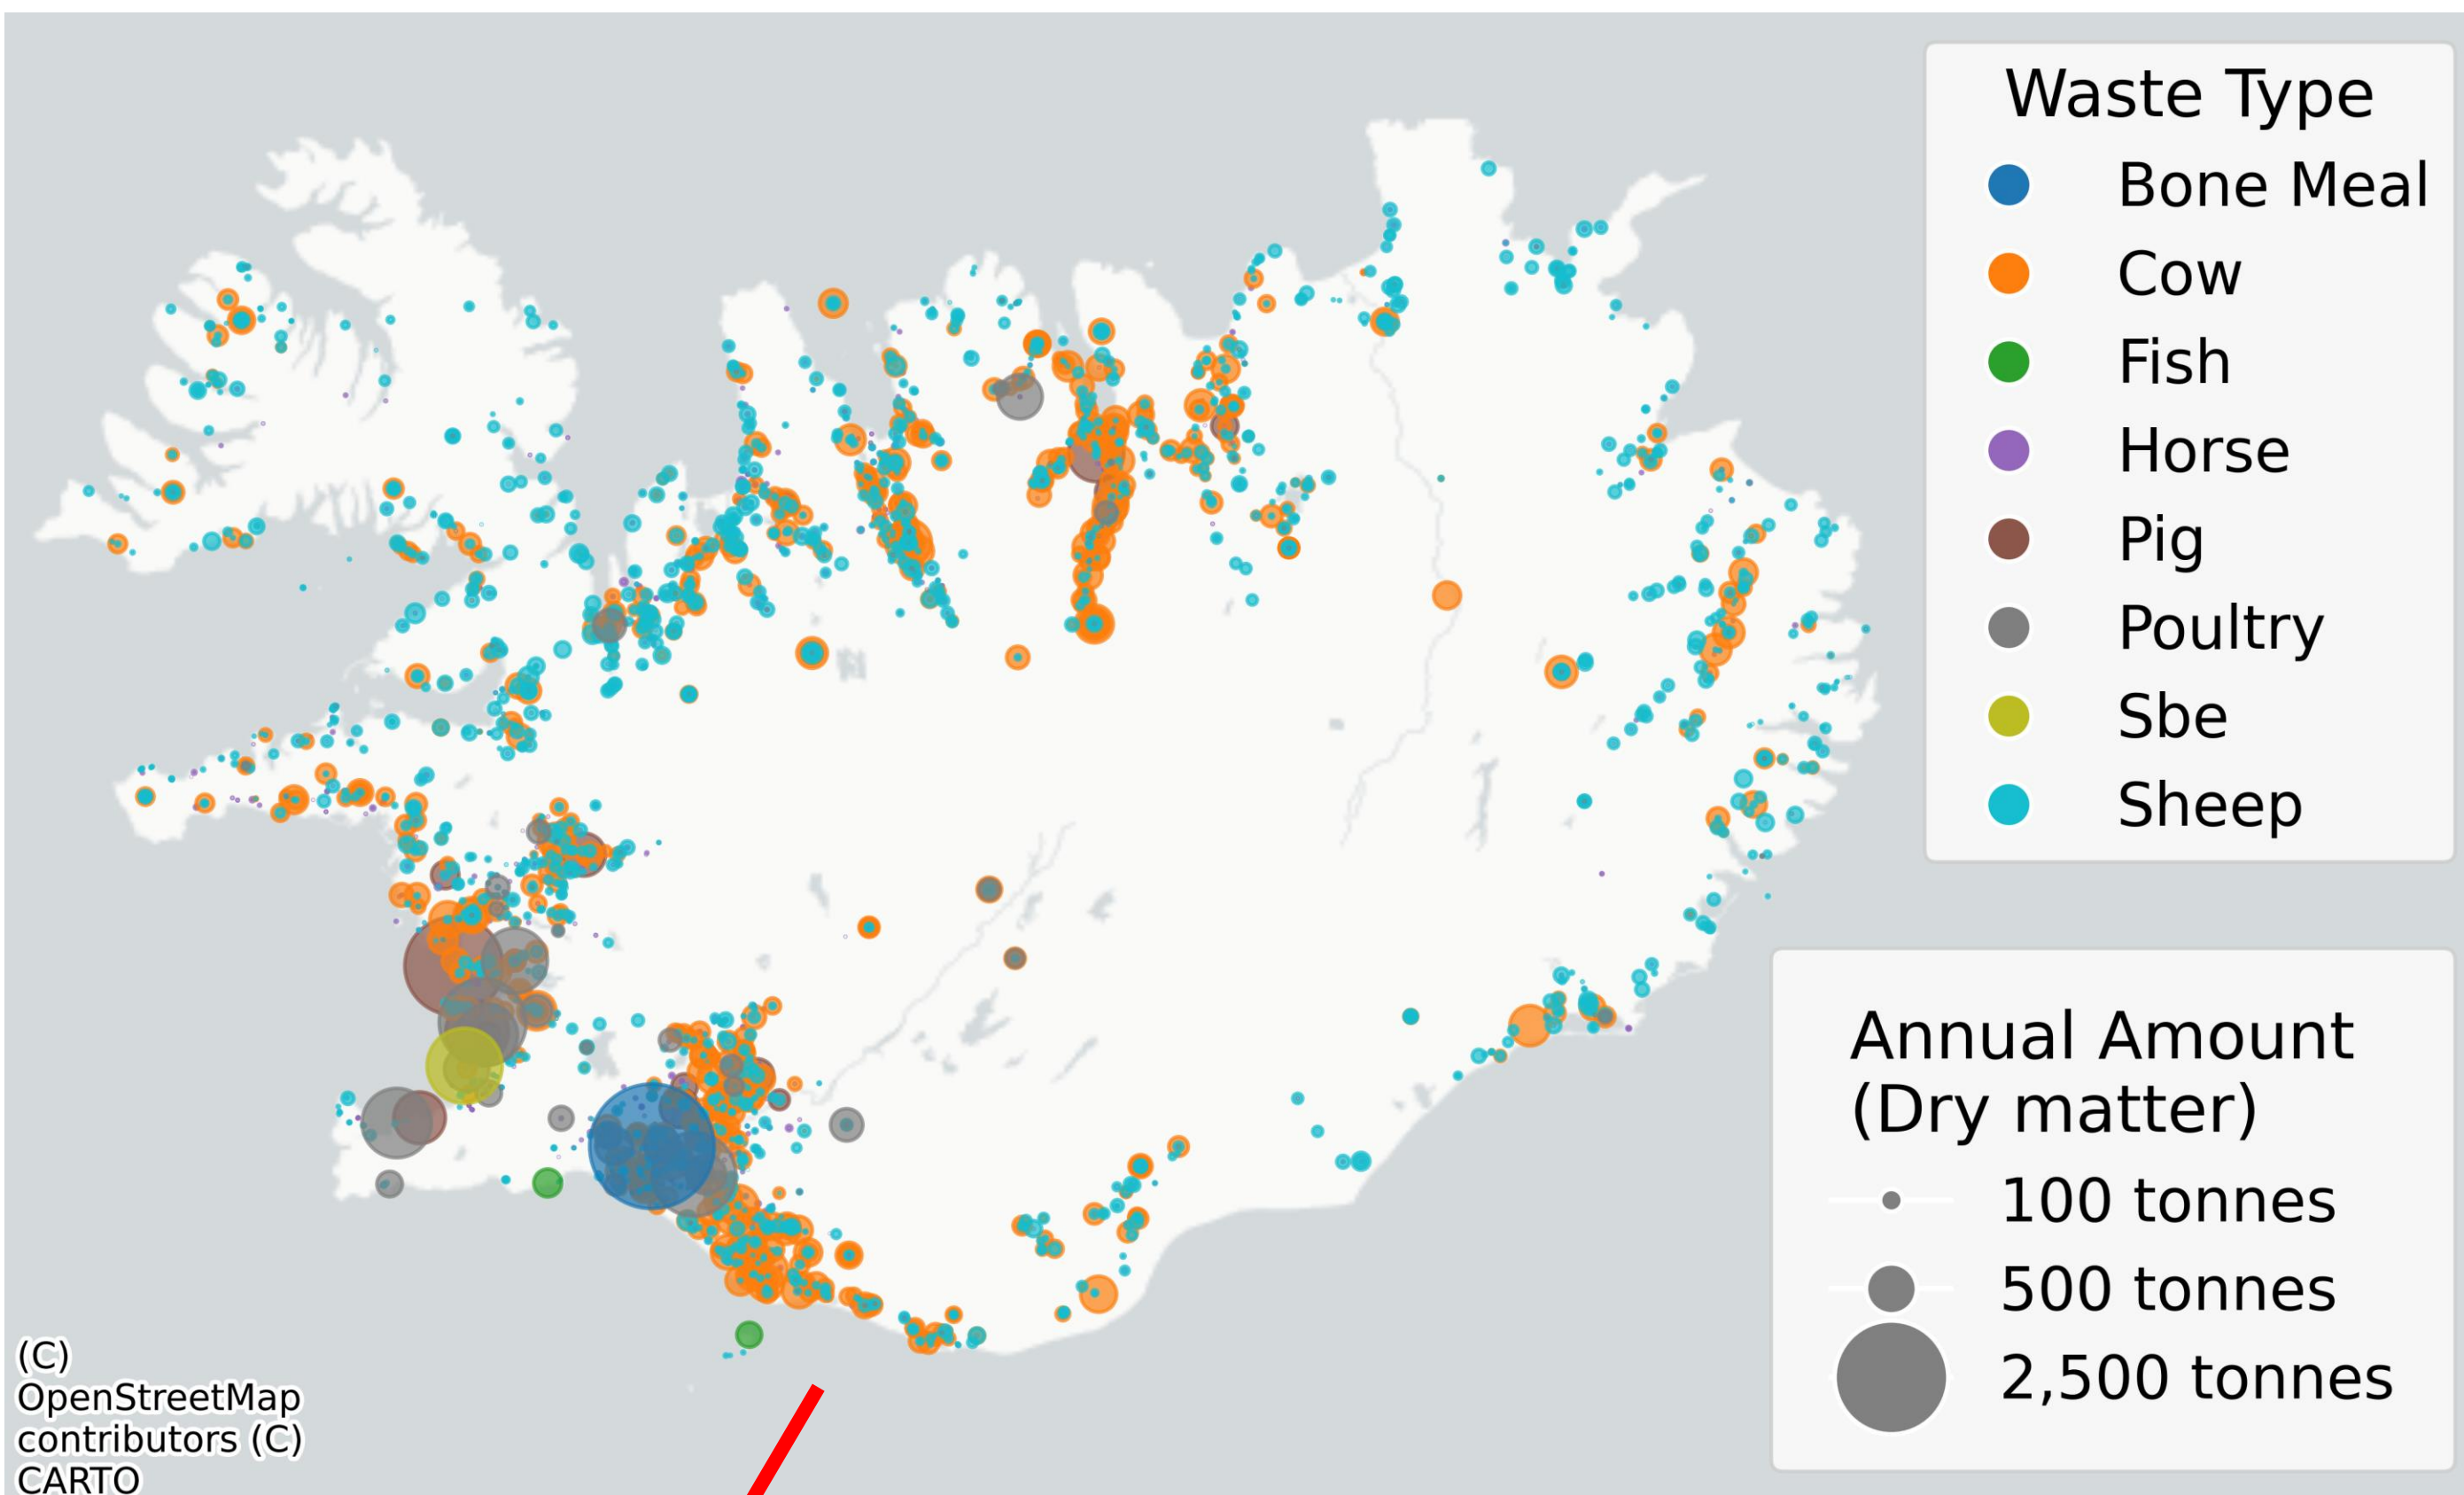 Waste Type
Bone Meal
Cow
Fish
Horse
Pig
Poultry
Sbe
Sheep
Annual Amount
(Dry matter)
100 tonnes
500 tonnes
2,500 tonnes
(C)
OpenStreetMap
contributors (C)
CARTO